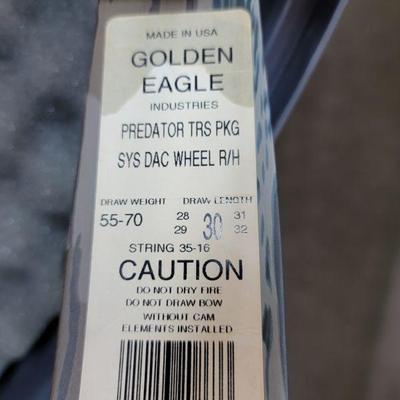 MADE IN USA
GOLDEN
EAGLE
INDUSTRIES
PREDATOR TRS PKG
SYS DAC WHEEL R/H
DRAW WEIGHT DRAW LENGTH
55-70 28 29 30 31 32
STRING 35-16
CAUTION
DO NOT DRY FIRE
DO NOT DRAW BOW
WITHOUT CAM
ELEMENTS INSTALLED